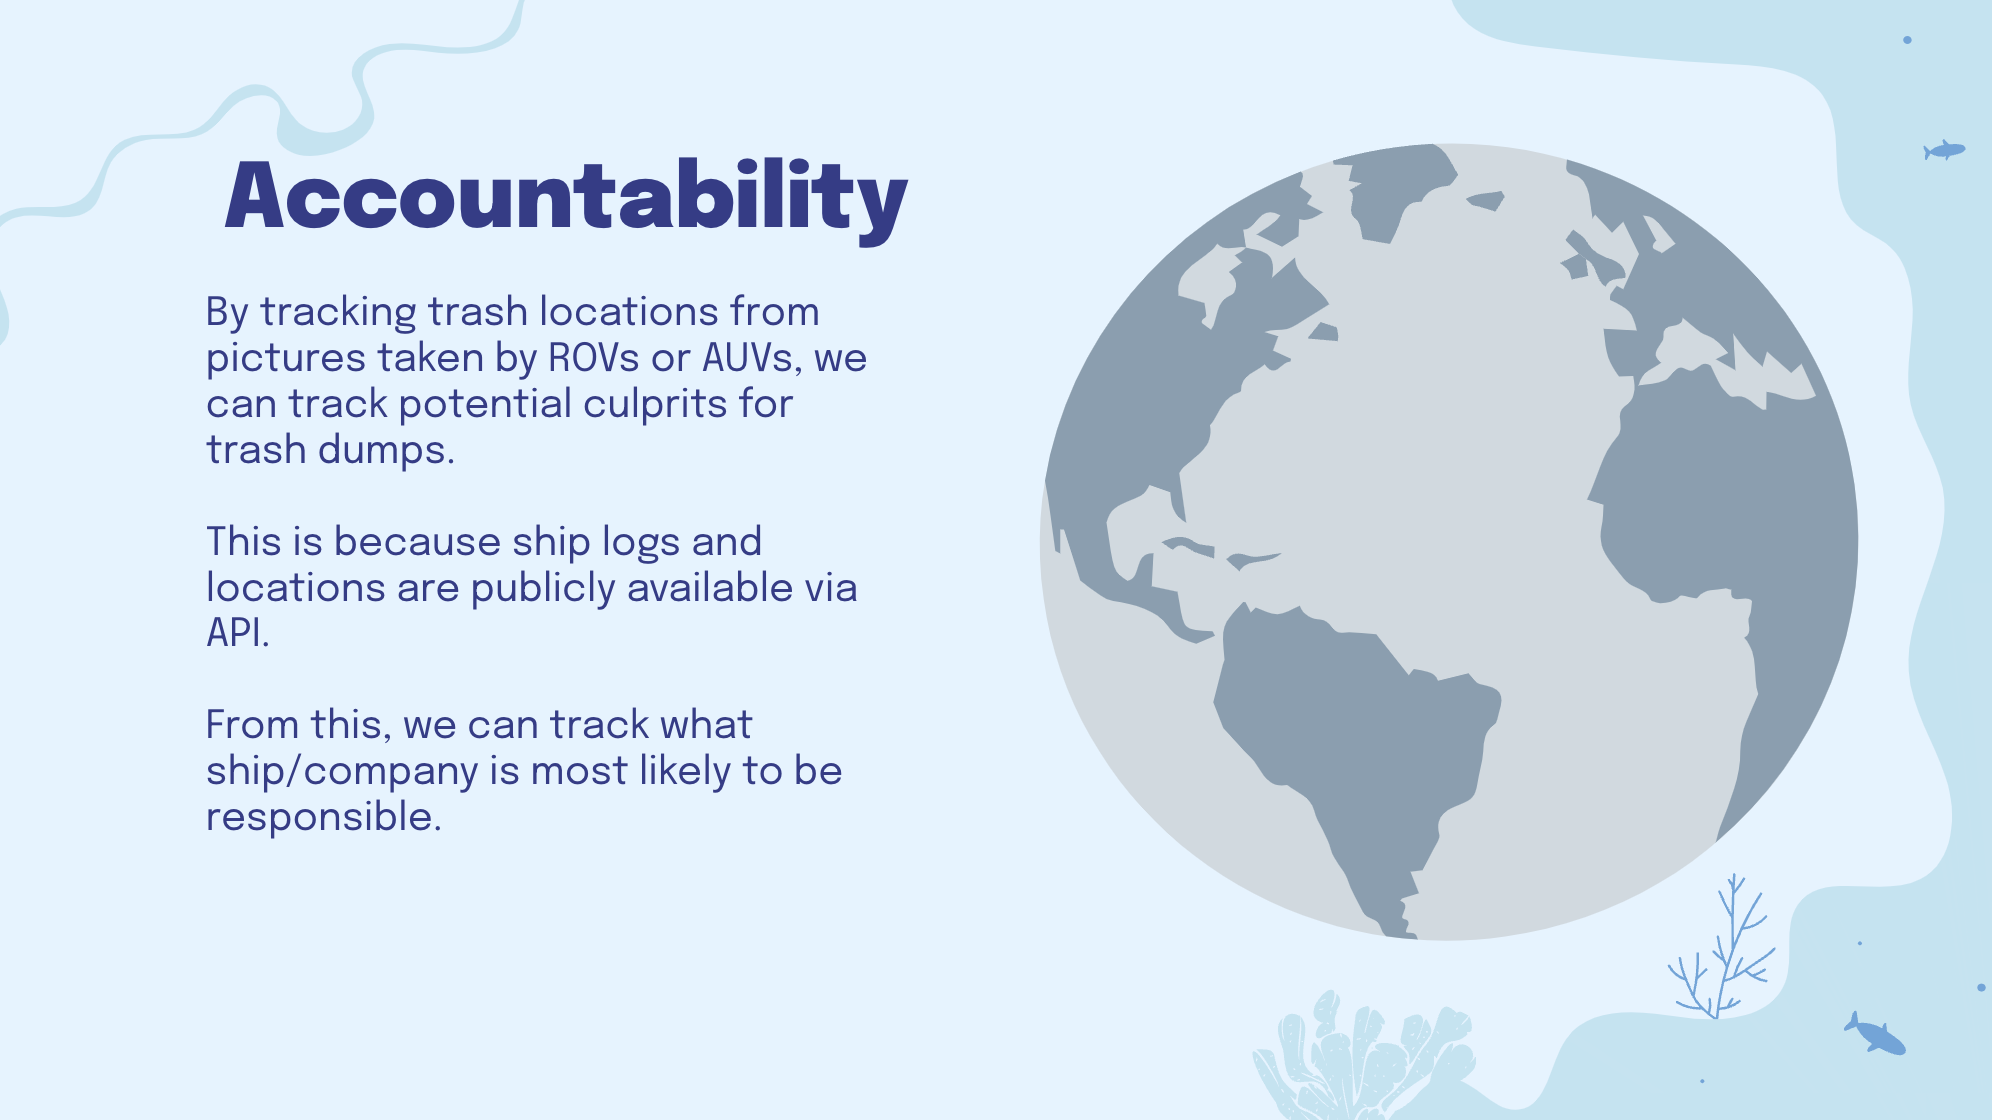 Accountability
By tracking trash locations from
pictures taken by ROVs or AUVs, we
can track potential culprits for
trash dumps.
This is because ship logs and
locations are publicly available via
API.
From this, we can track what
ship/company is most likely to be
responsible.